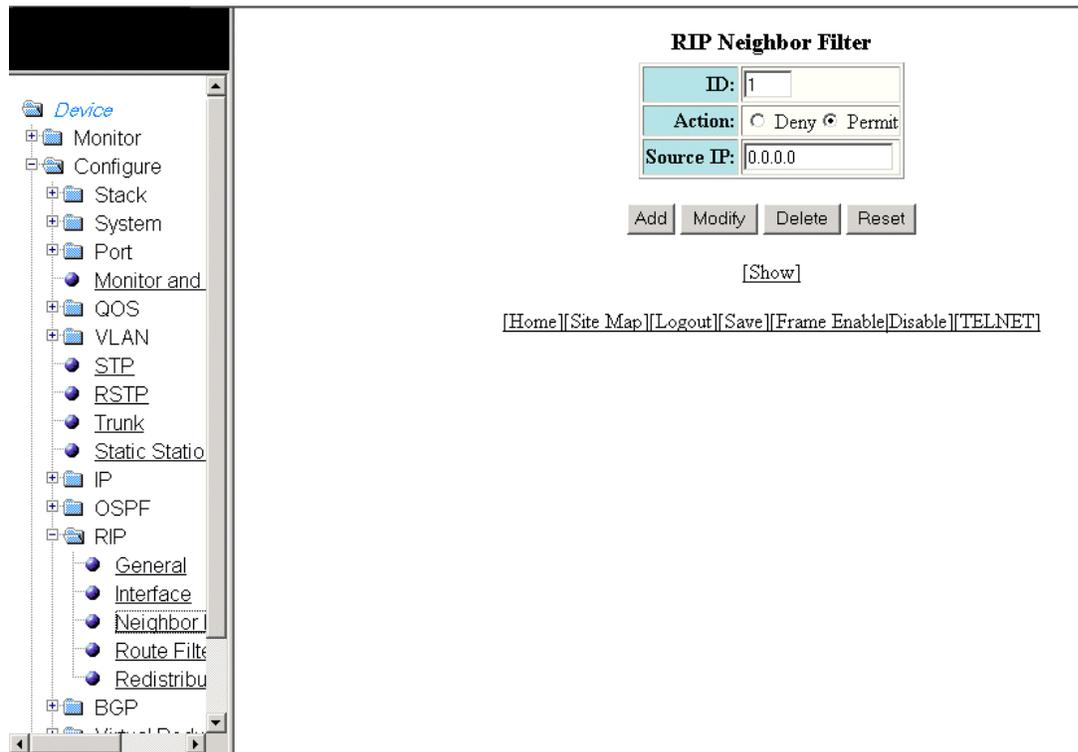 Device
Monitor
Configure
Stack
System
Port
Monitor and
QOS
VLAN
STP
RSTP
Trunk
Static Statio
IP
OSPF
RIP
General
Interface
Neighbor
Route Filte
Redistribu
BGP
RIP Neighbor Filter
ID: 1
Action: Deny Permit
Source IP: 0.0.0.0
Add Modify Delete Reset
[Show]
[Home][Site Map][Logout][Save][Frame Enable|Disable][TELNET]